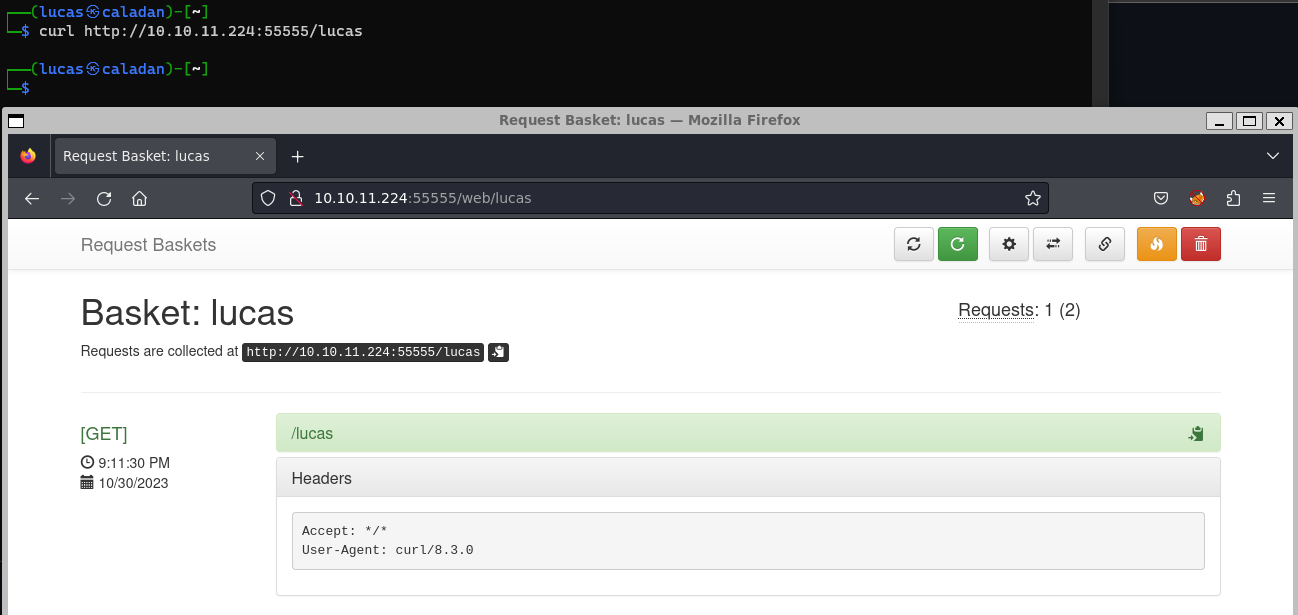 (lucas㉿caladan)-[~]
$ curl http://10.10.11.224:55555/lucas
(lucas㉿caladan)-[~]
$
Request Basket: lucas — Mozilla Firefox
Request Basket: lucas
10.10.11.224:55555/web/lucas
Request Baskets
Basket: lucas
Requests: 1 (2)
Requests are collected at http://10.10.11.224:55555/lucas
[GET]
/lucas
9:11:30 PM
10/30/2023
Headers
Accept: */*
User-Agent: curl/8.3.0